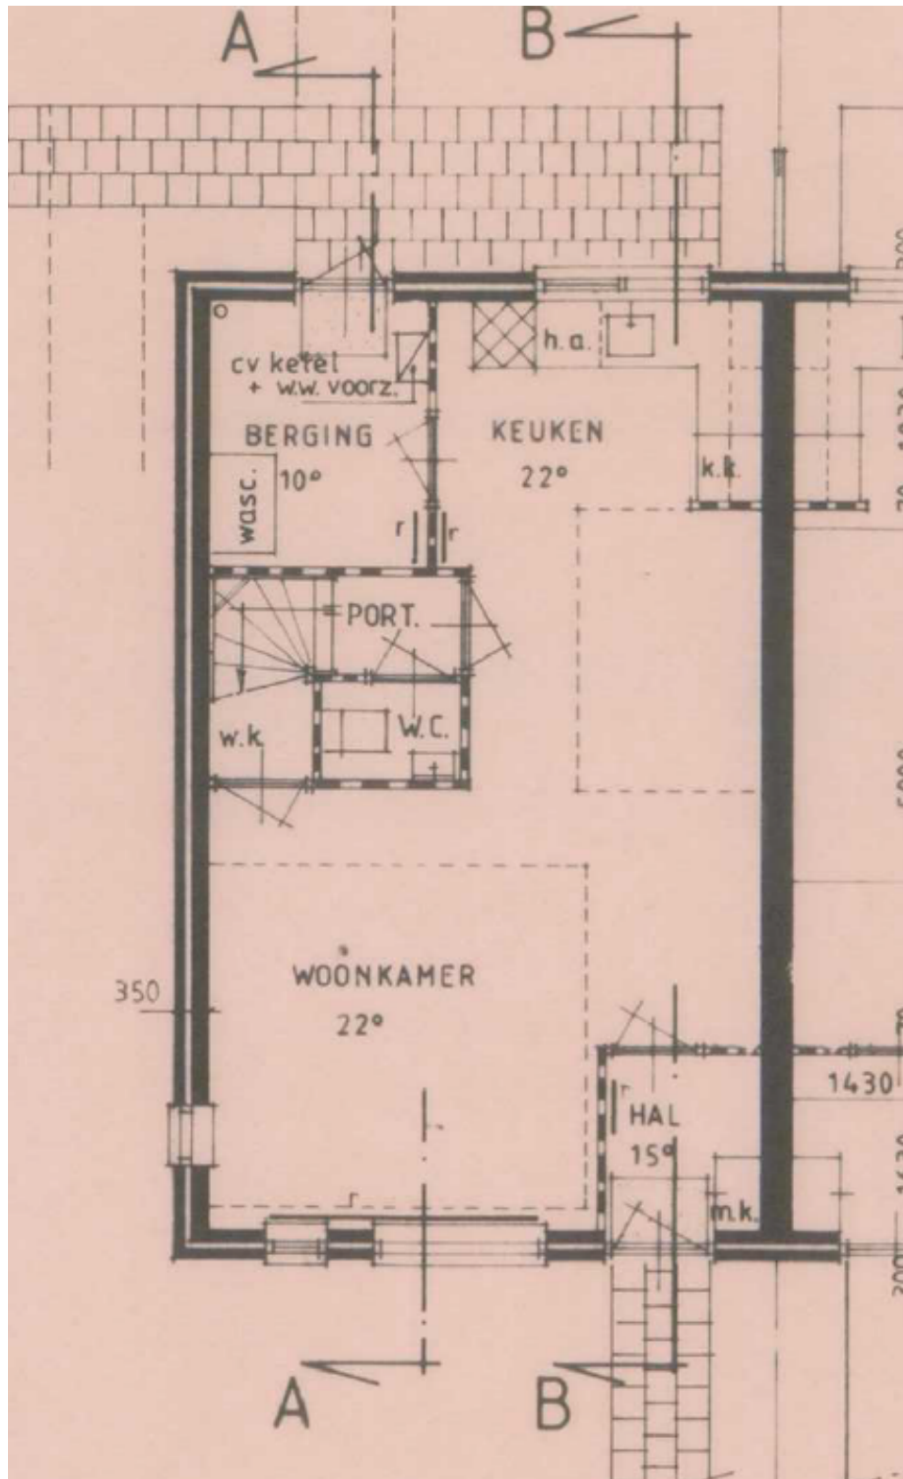 A
B
h.a.
cv ketel
+ w.w. voorz.
BERGING
KEUKEN
10°
22°
k.k.
wasc.
r
r
PORT.
w.k.
W.C.
WOONKAMER
22°
350
1430
r
HAL
15°
r
m.k.
A
B